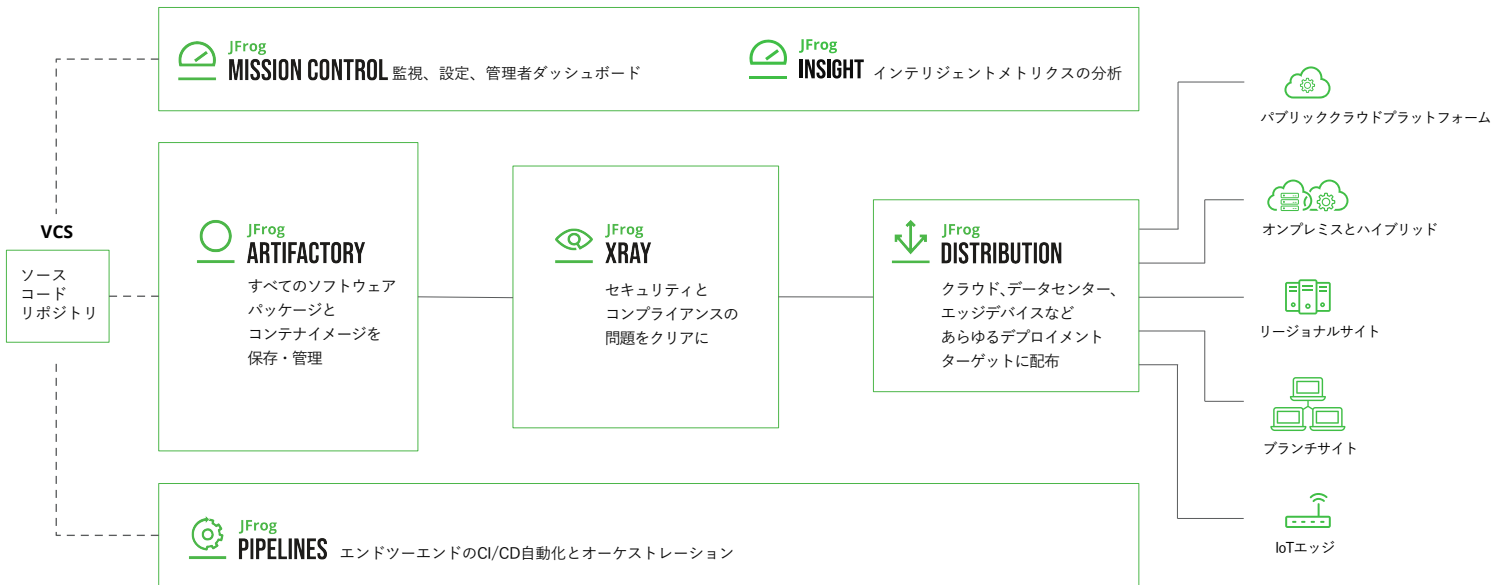 JFrog
MISSION CONTROL 監視、設定、管理者ダッシュボード
JFrog
INSIGHT インテリジェントメトリクスの分析
VCS
ソース
コード
リポジトリ
JFrog
ARTIFACTORY
すべてのソフトウェア
パッケージと
コンテナイメージを
保存・管理
JFrog
XRAY
セキュリティと
コンプライアンスの
問題をクリアに
JFrog
DISTRIBUTION
クラウド、データセンター、
エッジデバイスなど
あらゆるデプロイメント
ターゲットに配布
パブリッククラウドプラットフォーム
オンプレミスとハイブリッド
リージョナルサイト
ブランチサイト
IoTエッジ
JFrog
PIPELINES エンドツーエンドのCI/CD自動化とオーケストレーション